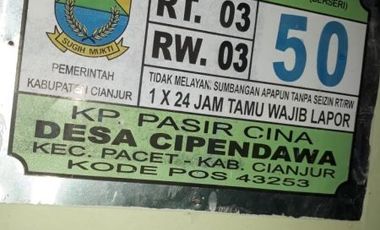 (BERSERI)
RT. 03
RW. 03
50
SUGIH MUKTI
PEMERINTAH
KABUPATEN CIANJUR
TIDAK MELAYANI SUMBANGAN APAPUN TANPA SEIZIN RT/RW
1 X 24 JAM TAMU WAJIB LAPOR
KP. PASIR CINA
DESA CIPENDAWA
KEC. PACET - KAB. CIANJUR
KODE POS 43253